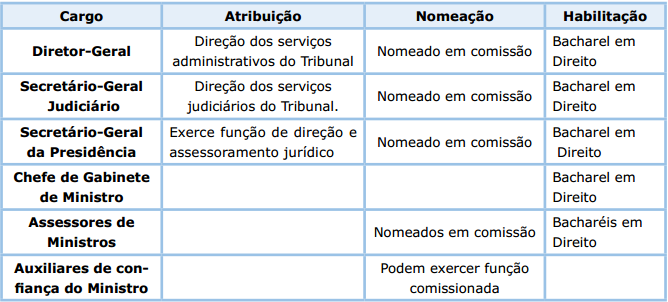 Cargo Atribuição Nomeação Habilitação
Diretor-Geral Direção dos serviços administrativos do Tribunal Nomeado em comissão Bacharel em Direito
Secretário-Geral Judiciário Direção dos serviços judiciários do Tribunal. Nomeado em comissão Bacharel em Direito
Secretário-Geral da Presidência Exerce função de direção e assessoramento jurídico Nomeado em comissão Bacharel em Direito
Chefe de Gabinete de Ministro Bacharel em Direito
Assessores de Ministros Nomeados em comissão Bacharéis em Direito
Auxiliares de con-fiança do Ministro Podem exercer função comissionada